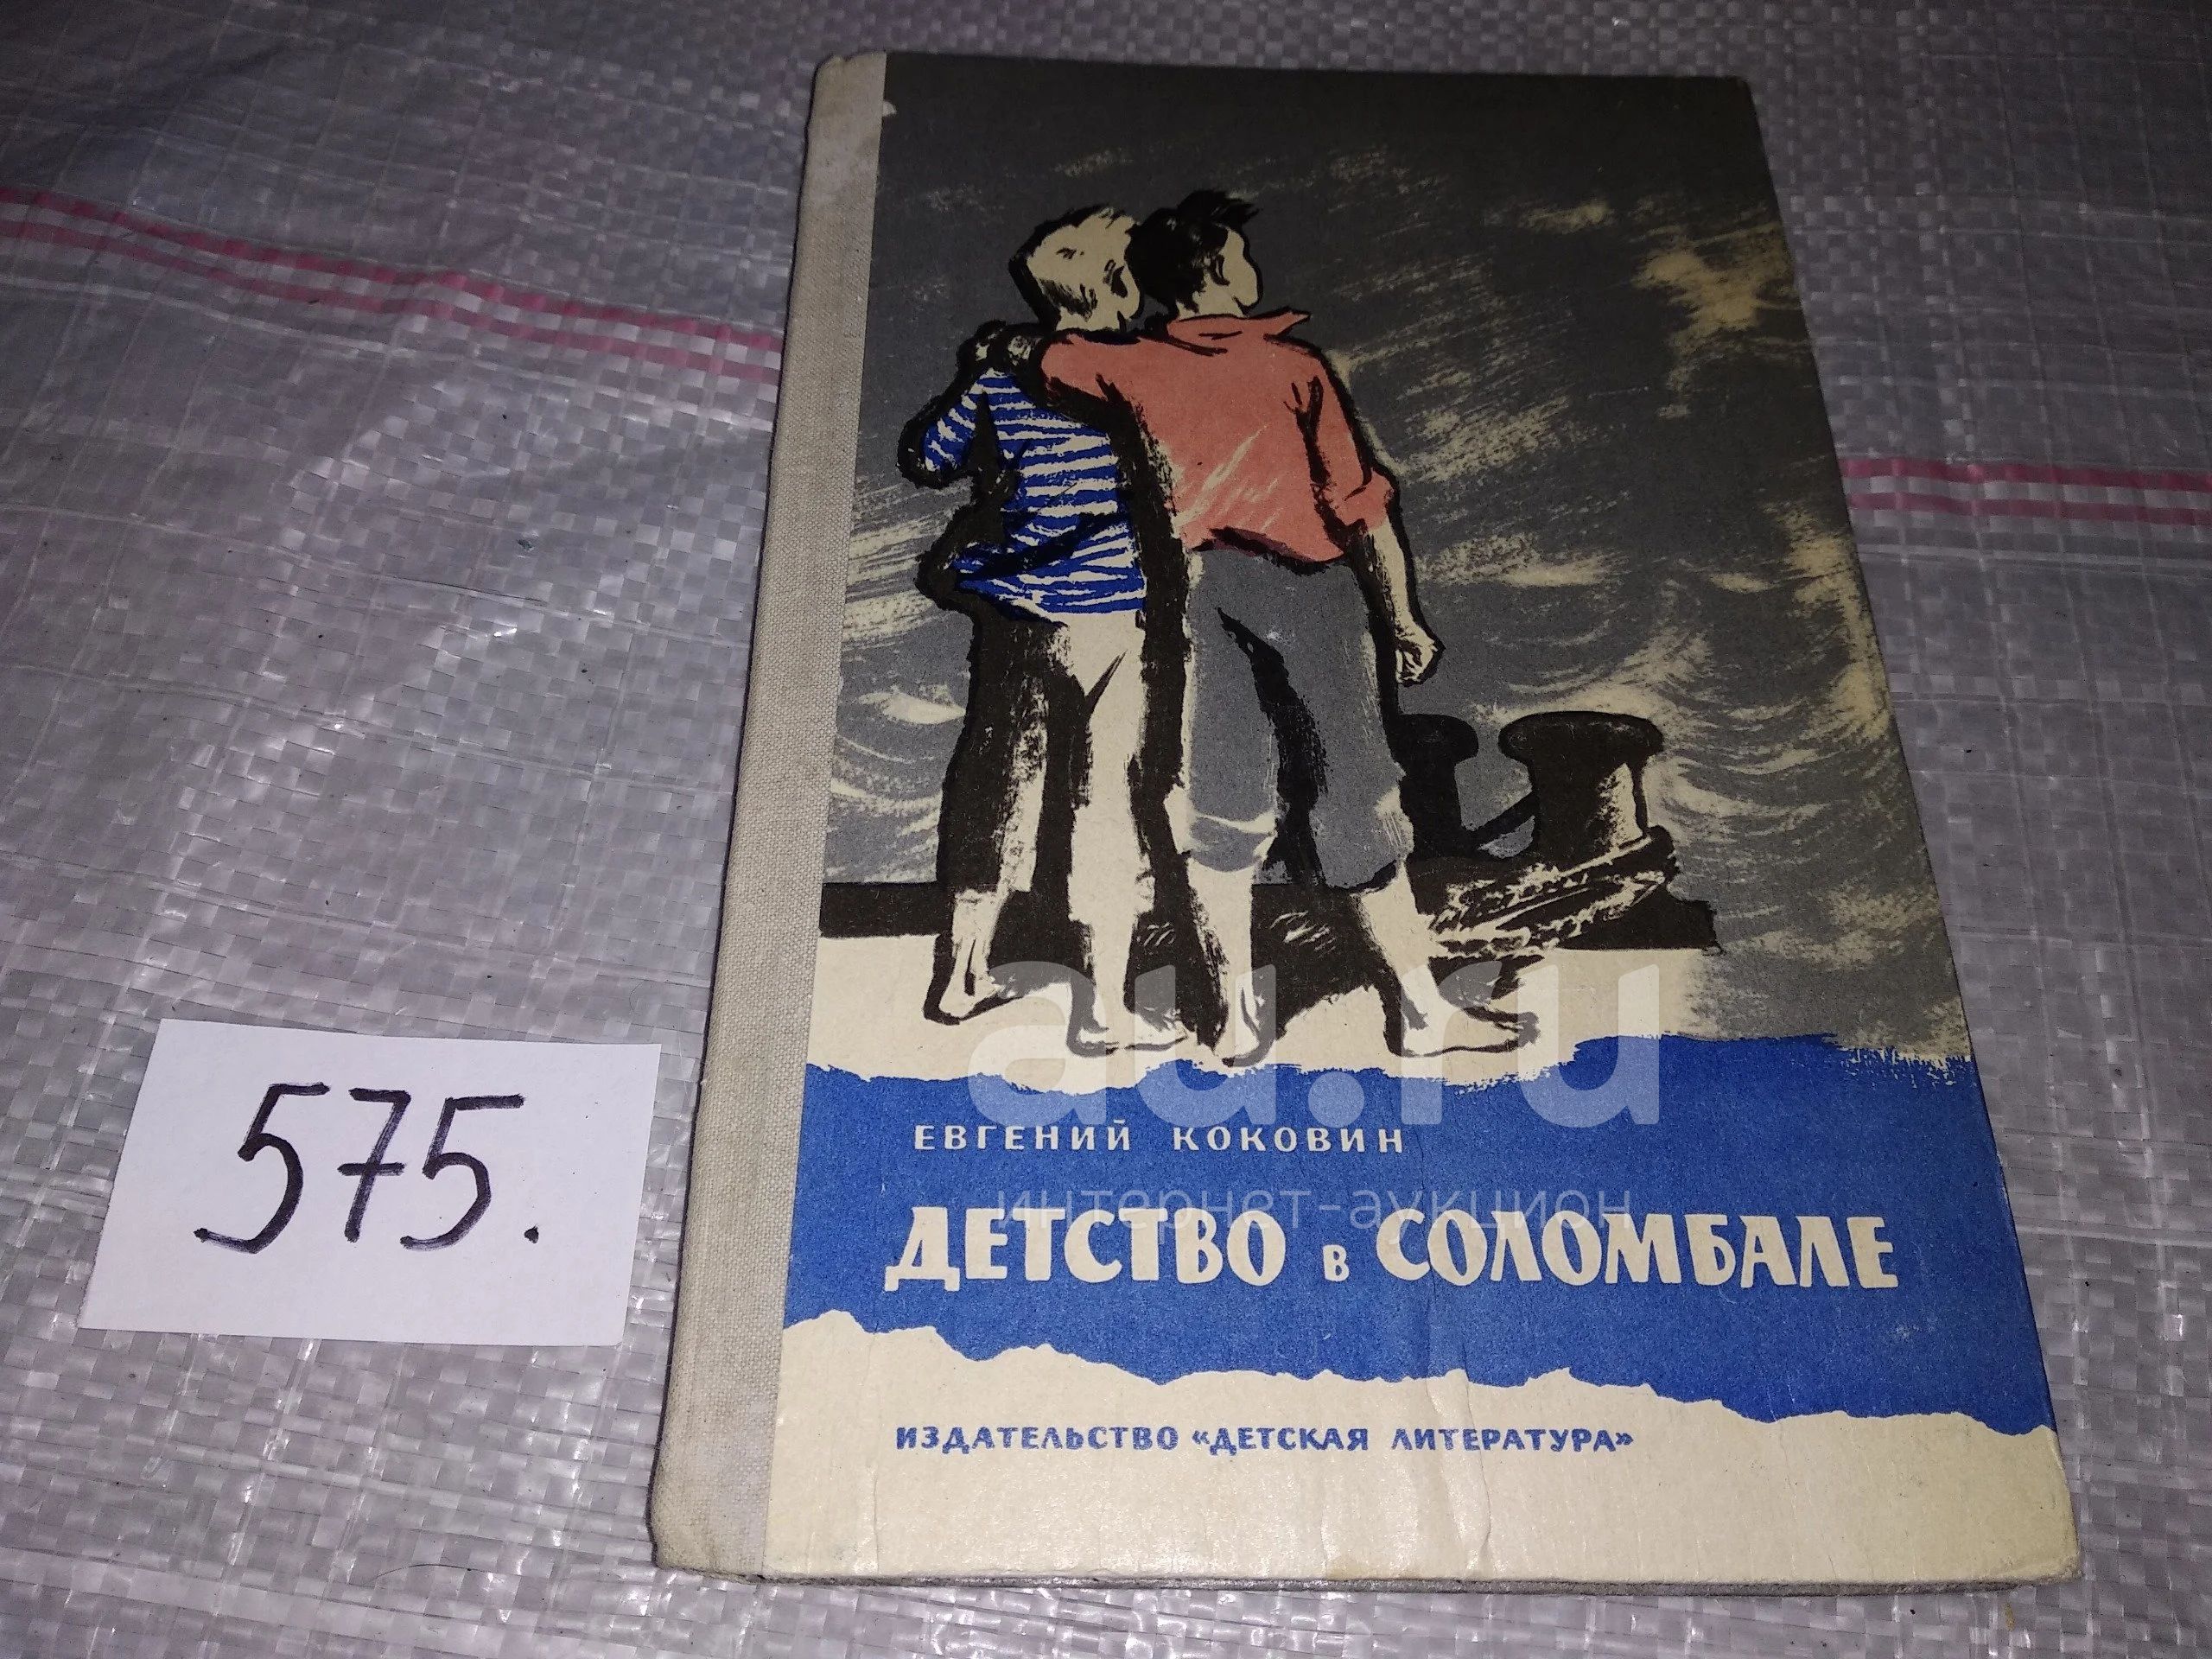 575.
au.ru
ЕВГЕНИЙ КОКОВИН
интернет-аукцион
ДЕТСТВО в СОЛОМБАЛЕ
ИЗДАТЕЛЬСТВО «ДЕТСКАЯ ЛИТЕРАТУРА»